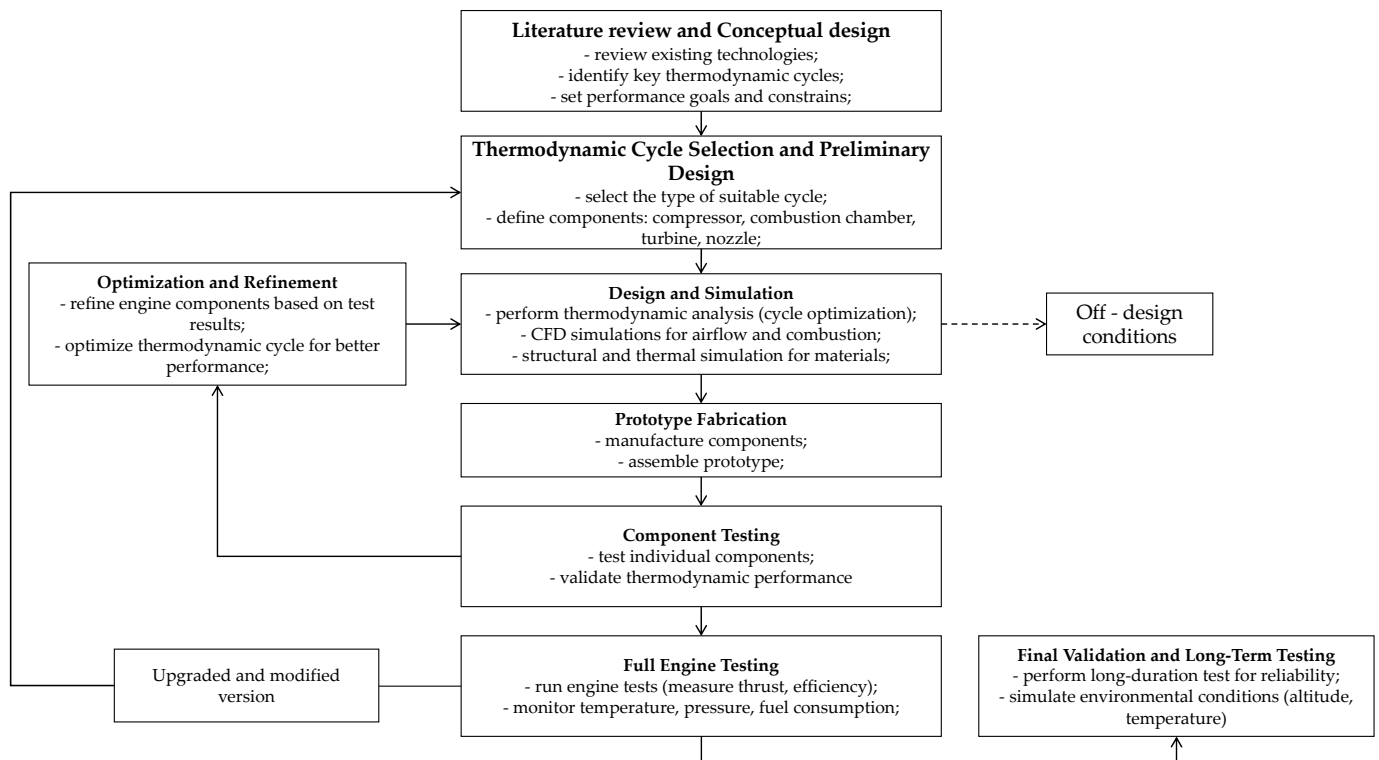 Literature review and Conceptual design
- review existing technologies;
- identify key thermodynamic cycles;
- set performance goals and constrains;
Thermodynamic Cycle Selection and Preliminary
Design
- select the type of suitable cycle;
- define components: compressor, combustion chamber,
turbine, nozzle;
Optimization and Refinement
- refine engine components based on test
results;
- optimize thermodynamic cycle for better
performance;
Design and Simulation
- perform thermodynamic analysis (cycle optimization);
- CFD simulations for airflow and combustion;
- structural and thermal simulation for materials;
Off - design
conditions
Prototype Fabrication
- manufacture components;
- assemble prototype;
Component Testing
- test individual components;
- validate thermodynamic performance
Upgraded and modified
version
Full Engine Testing
- run engine tests (measure thrust, efficiency);
- monitor temperature, pressure, fuel consumption;
Final Validation and Long-Term Testing
- perform long-duration test for reliability;
- simulate environmental conditions (altitude,
temperature)